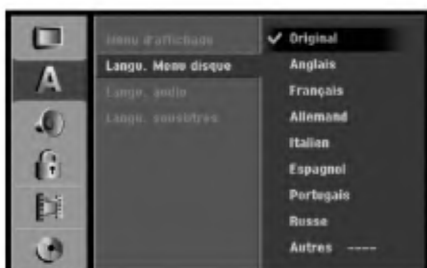 A
Menu d'affichage
Langu. Menu disque
Langu. audio
Langu. soustitres
✓ Original
Anglais
Français
Allemand
Italien
Espagnol
Portugais
Russe
Autres ----